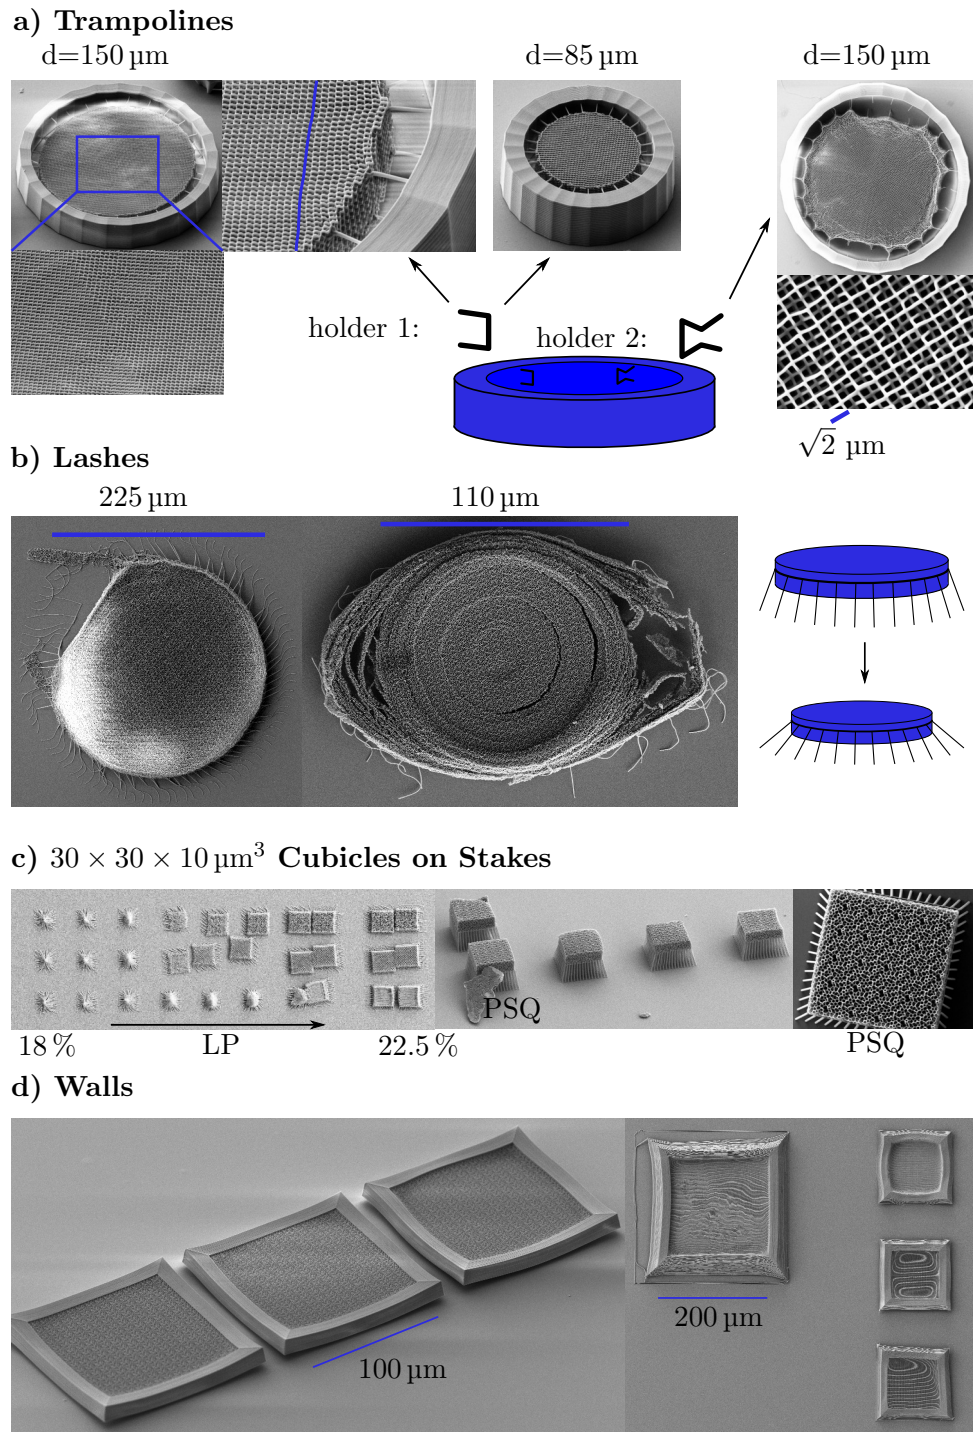 a) Trampolines
d=150 µm
d=85 µm
d=150 µm
holder 1:
holder 2:
√2 µm
b) Lashes
225 µm
110 µm
c) 30 × 30 × 10 µm³ Cubicles on Stakes
PSQ
18 %
LP
22.5 %
PSQ
d) Walls
200 µm
100 µm